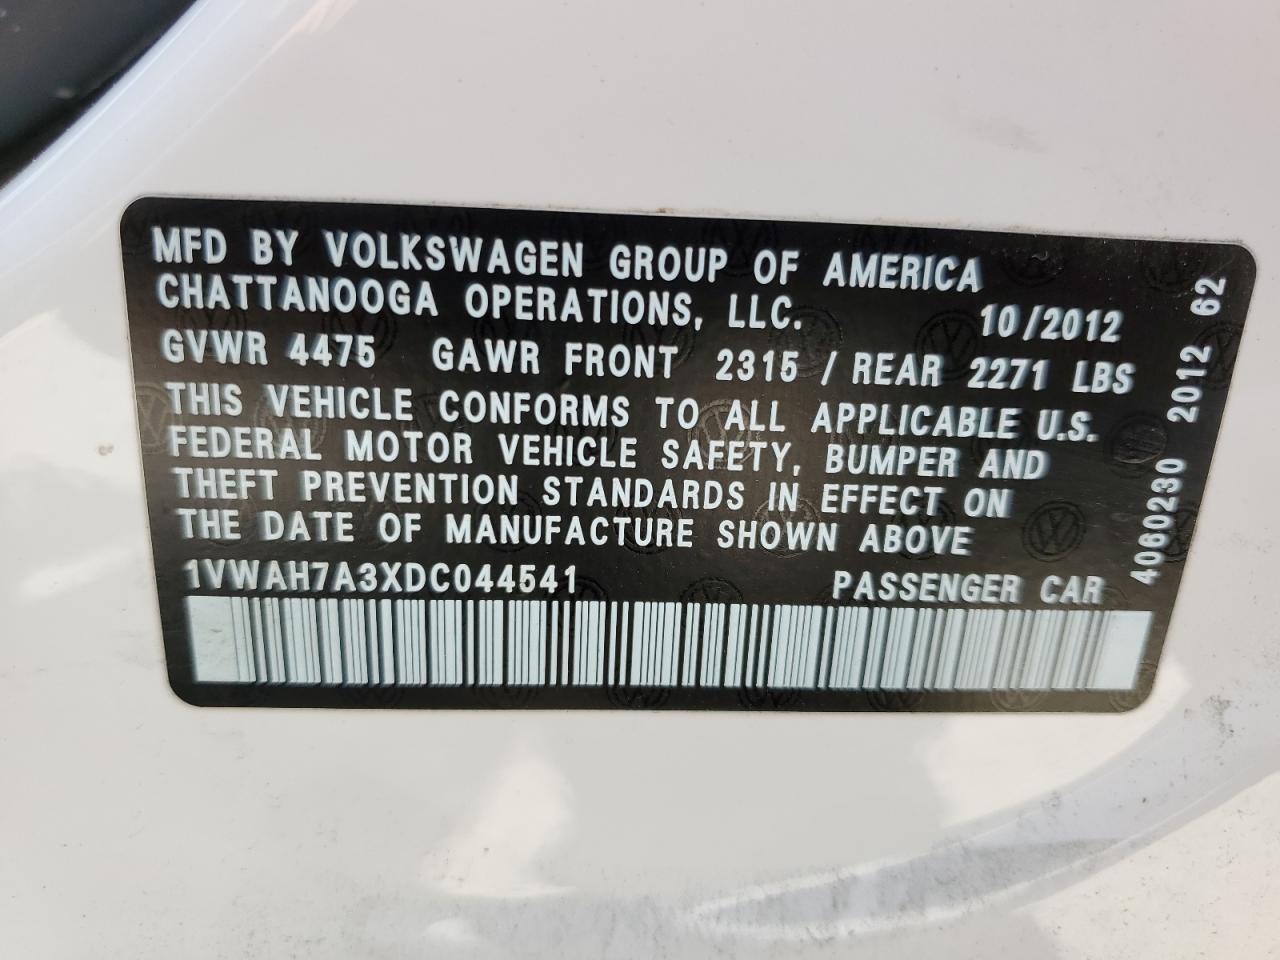 MFD BY VOLKSWAGEN GROUP OF AMERICA
CHATTANOOGA OPERATIONS, LLC. 10/2012
GVWR 4475 GAWR FRONT 2315 / REAR 2271 LBS
THIS VEHICLE CONFORMS TO ALL APPLICABLE U.S.
FEDERAL MOTOR VEHICLE SAFETY, BUMPER AND
THEFT PREVENTION STANDARDS IN EFFECT ON
THE DATE OF MANUFACTURE SHOWN ABOVE
1VWAH7A3XDC044541 PASSENGER CAR
4060230 2012 62